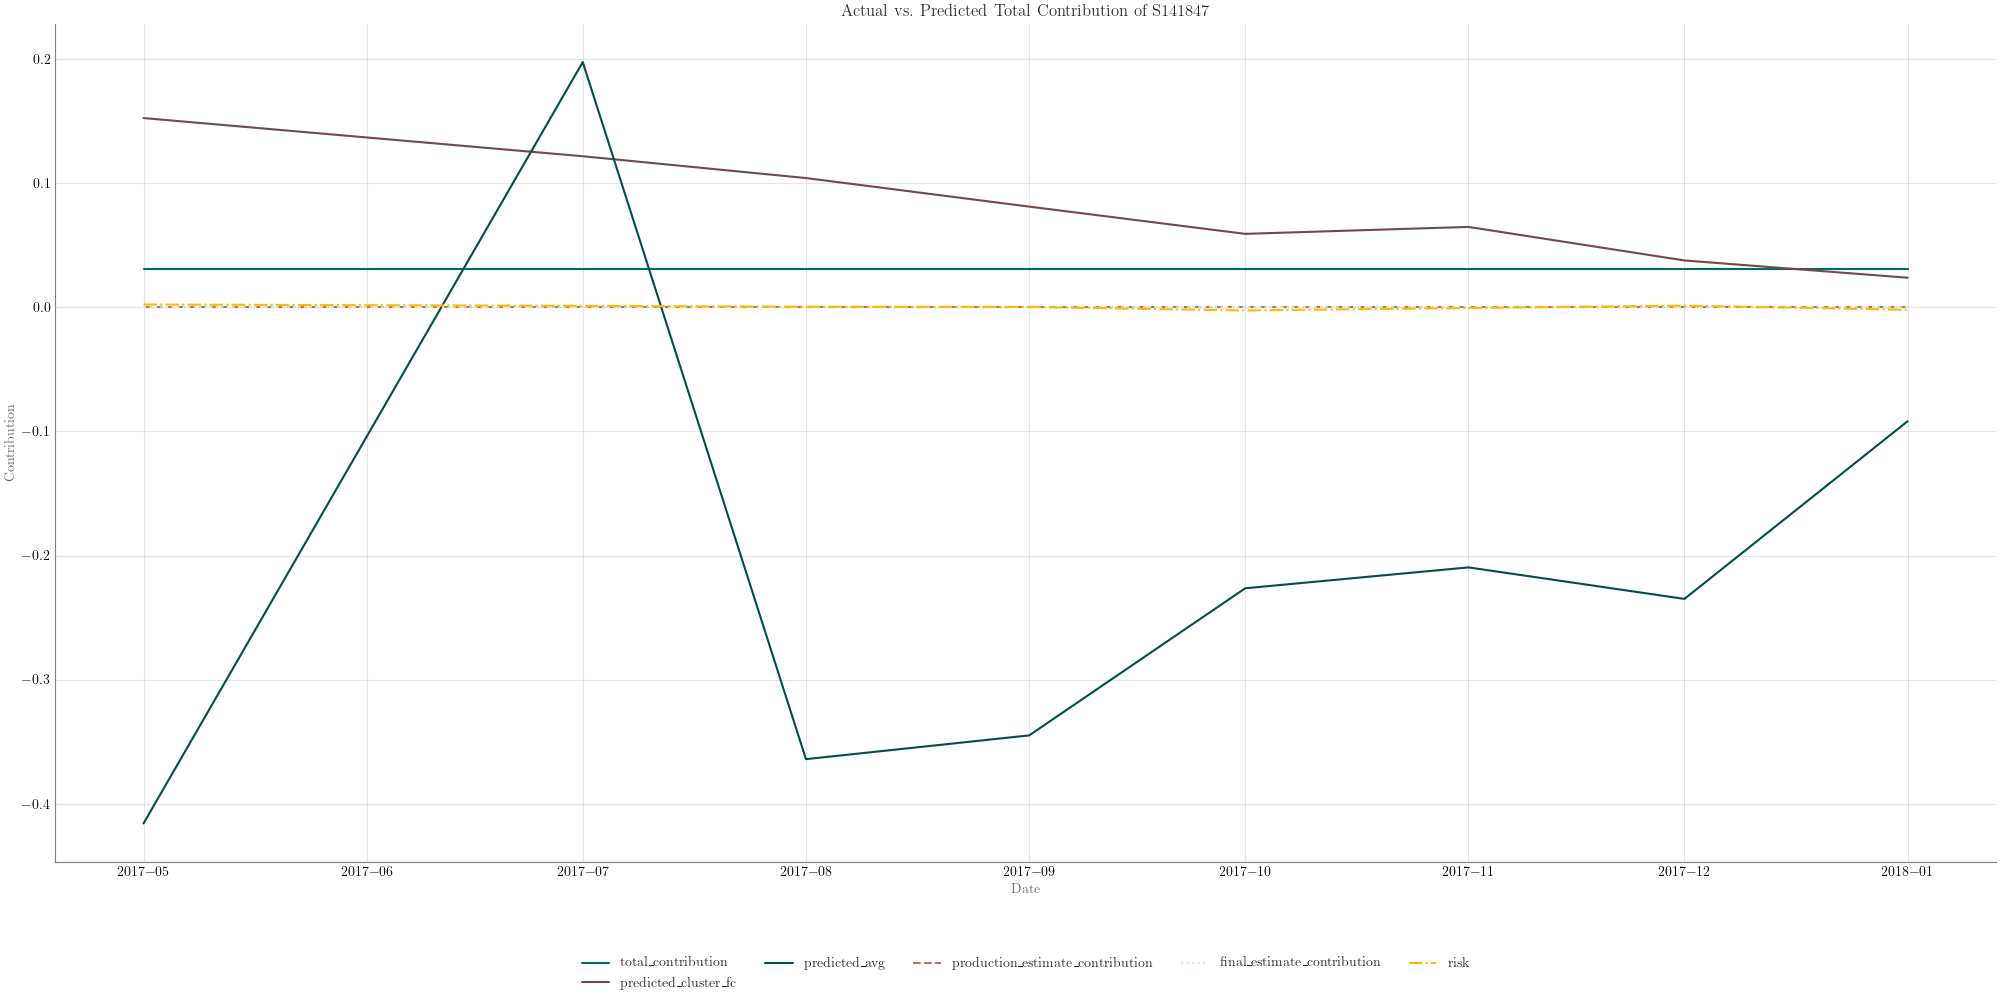 Actual vs. Predicted Total Contribution of S141847
0.2
0.1
0.0
−0.1
−0.2
−0.3
−0.4
Contribution
2017−05 2017−06 2017−07 2017−08 2017−09 2017−10 2017−11 2017−12 2018−01
Date
total_contribution predicted_avg production_estimate_contribution final_estimate_contribution risk
predicted_cluster_fc